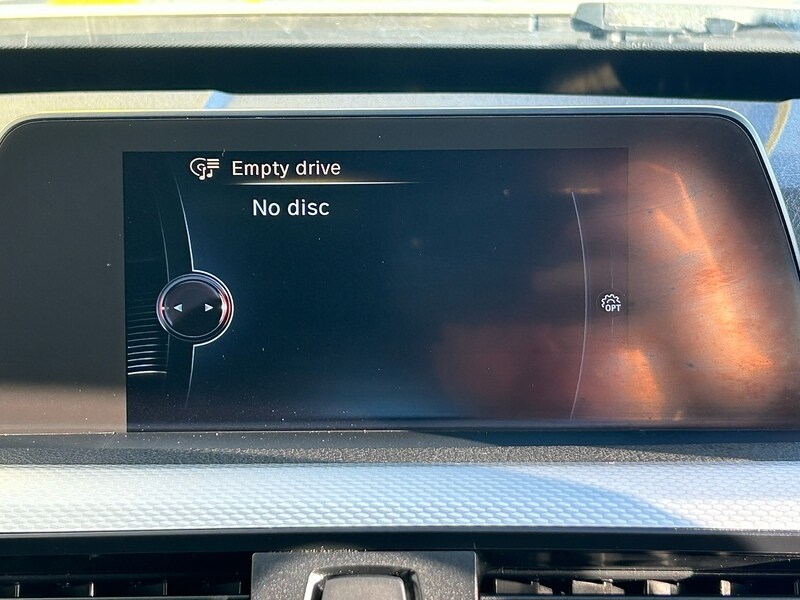 Empty drive
No disc
OPT